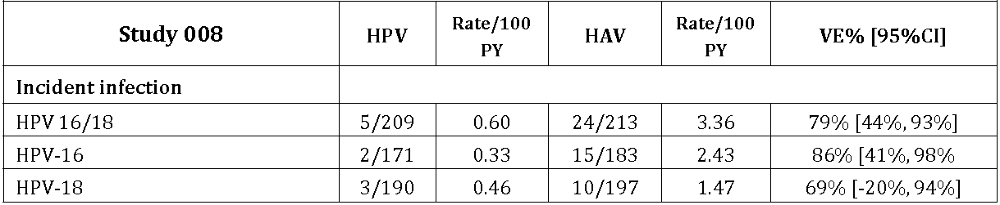 Study 008 HPV Rate/100 PY HAV Rate/100 PY VE% [95%CI]
Incident infection
HPV 16/18 5/209 0.60 24/213 3.36 79% [44%, 93%]
HPV-16 2/171 0.33 15/183 2.43 86% [41%, 98%
HPV-18 3/190 0.46 10/197 1.47 69% [-20%, 94%]